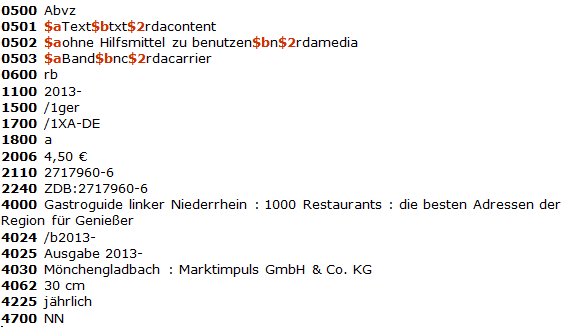 0500 Abvz
0501 $aText$btxt$2rdacontent
0502 $aohne Hilfsmittel zu benutzen$bn$2rdamedia
0503 $aBand$bnc$2rdacarrier
0600 rb
1100 2013-
1500 /1ger
1700 /1XA-DE
1800 a
2006 4,50 €
2110 2717960-6
2240 ZDB:2717960-6
4000 Gastroguide linker Niederrhein : 1000 Restaurants : die besten Adressen der
Region für Genießer
4024 /b2013-
4025 Ausgabe 2013-
4030 Mönchengladbach : Marktimpuls GmbH & Co. KG
4062 30 cm
4225 jährlich
4700 NN